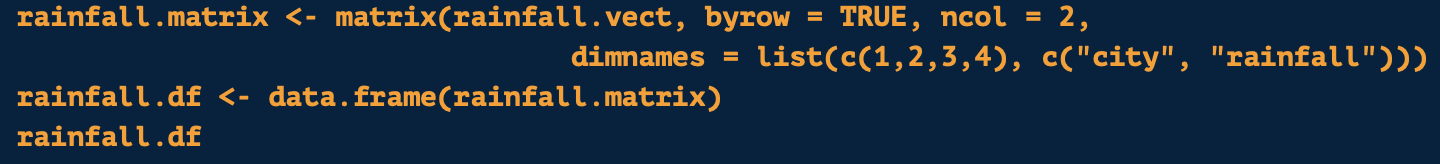 rainfall.matrix <- matrix(rainfall.vect, byrow = TRUE, ncol = 2,
dimnames = list(c(1,2,3,4), c("city", "rainfall")))
rainfall.df <- data.frame(rainfall.matrix)
rainfall.df